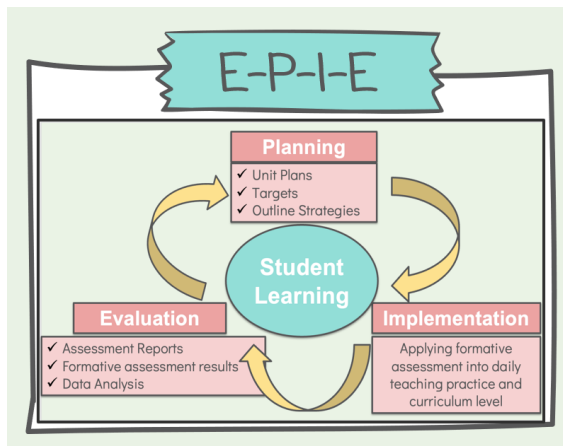 E-P-I-E
Planning
✓ Unit Plans
✓ Targets
✓ Outline Strategies
Student
Learning
Evaluation
✓ Assessment Reports
✓ Formative assessment results
✓ Data Analysis
Implementation
Applying formative
assessment into daily
teaching practice and
curriculum level